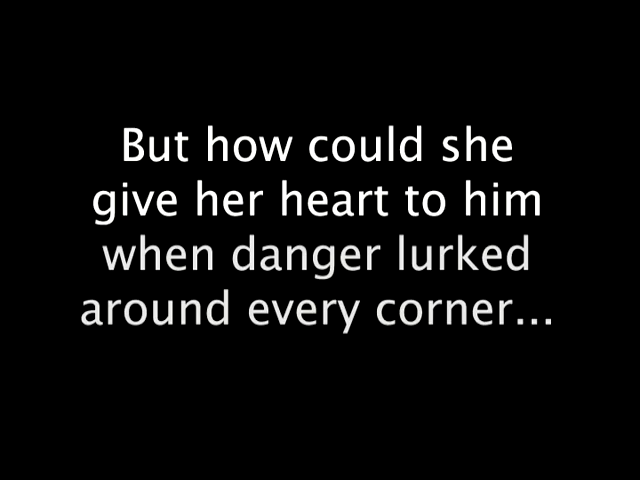 But how could she
give her heart to him
when danger lurked
around every corner...